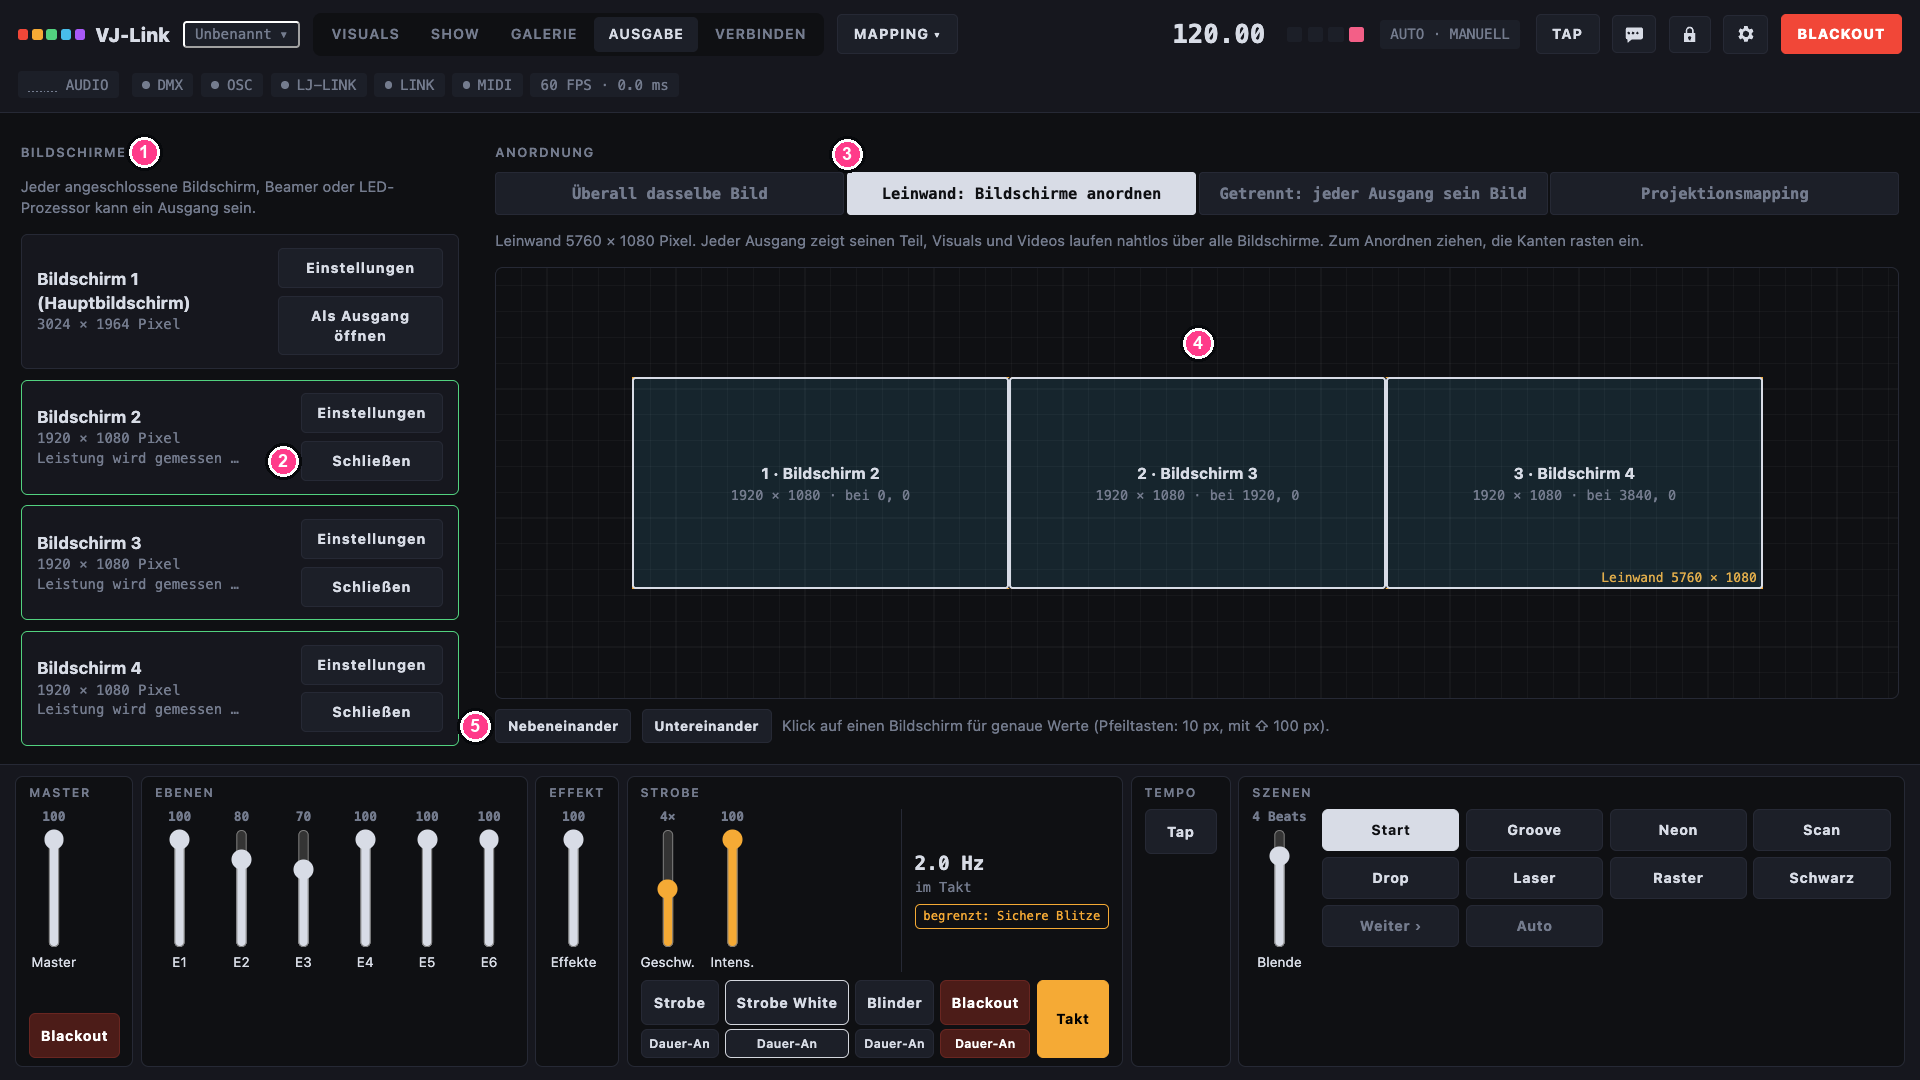 VJ-Link
Unbenannt ▾
VISUALS
SHOW
GALERIE
AUSGABE
VERBINDEN
MAPPING ▾
120.00
AUTO · MANUELL
TAP
BLACKOUT
AUDIO
DMX
OSC
LJ-LINK
LINK
MIDI
60 FPS · 0.0 ms
BILDSCHIRME
1
Jeder angeschlossene Bildschirm, Beamer oder LED-
Prozessor kann ein Ausgang sein.
Bildschirm 1
(Hauptbildschirm)
3024 × 1964 Pixel
Einstellungen
Als Ausgang
öffnen
Bildschirm 2
1920 × 1080 Pixel
Leistung wird gemessen …
Einstellungen
2
Schließen
Bildschirm 3
1920 × 1080 Pixel
Leistung wird gemessen …
Einstellungen
Schließen
Bildschirm 4
1920 × 1080 Pixel
Leistung wird gemessen …
Einstellungen
Schließen
ANORDNUNG
3
Überall dasselbe Bild
Leinwand: Bildschirme anordnen
Getrennt: jeder Ausgang sein Bild
Projektionsmapping
Leinwand 5760 × 1080 Pixel. Jeder Ausgang zeigt seinen Teil, Visuals und Videos laufen nahtlos über alle Bildschirme. Zum Anordnen ziehen, die Kanten rasten ein.
4
1 · Bildschirm 2
1920 × 1080 · bei 0, 0
2 · Bildschirm 3
1920 × 1080 · bei 1920, 0
3 · Bildschirm 4
1920 × 1080 · bei 3840, 0
Leinwand 5760 × 1080
5
Nebeneinander
Untereinander
Klick auf einen Bildschirm für genaue Werte (Pfeiltasten: 10 px, mit ⇧ 100 px).
MASTER
100
Master
Blackout
EBENEN
100
80
70
100
100
100
E1
E2
E3
E4
E5
E6
EFFEKT
100
Effekte
STROBE
4×
100
Geschw.
Intens.
2.0 Hz
im Takt
begrenzt: Sichere Blitze
Strobe
Strobe White
Blinder
Blackout
Takt
Dauer-An
Dauer-An
Dauer-An
Dauer-An
TEMPO
Tap
SZENEN
4 Beats
Blende
Start
Groove
Neon
Scan
Drop
Laser
Raster
Schwarz
Weiter ›
Auto